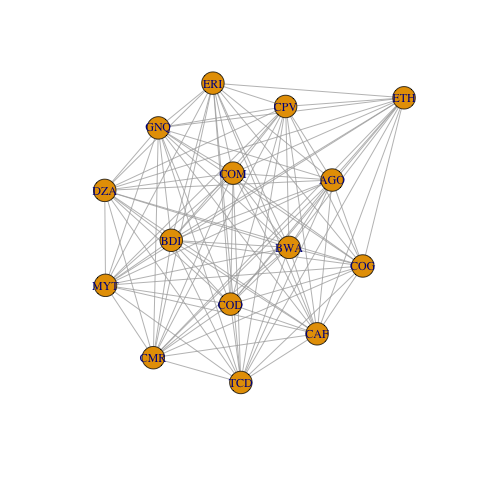 ERI
ETH
CPV
GNQ
COM
AGO
DZA
BDI
BWA
COG
MYT
COD
CAF
CMR
TCD